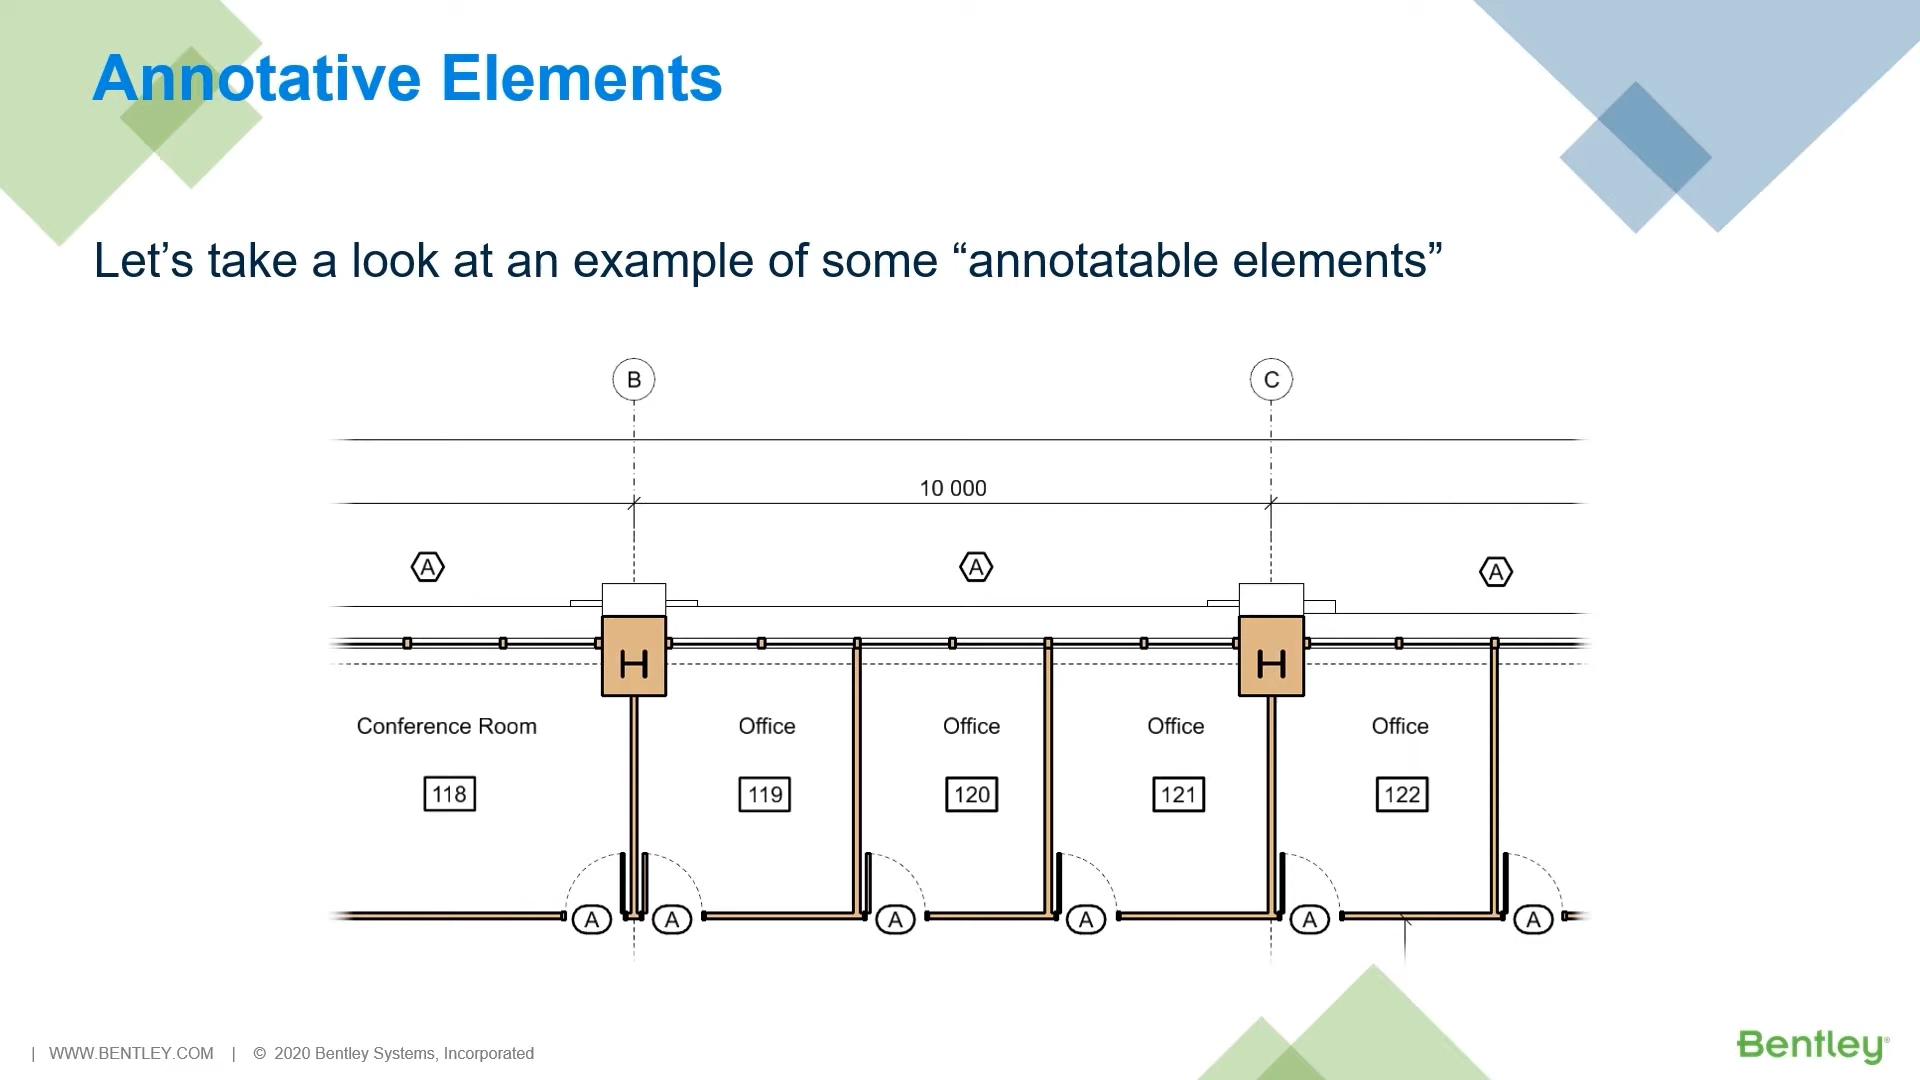 Annotative Elements
Let’s take a look at an example of some “annotatable elements”
B C
10 000
A A A
H H
Conference Room Office Office Office Office
118 119 120 121 122
A A A A A A
| WWW.BENTLEY.COM | © 2020 Bentley Systems, Incorporated
Bentley®